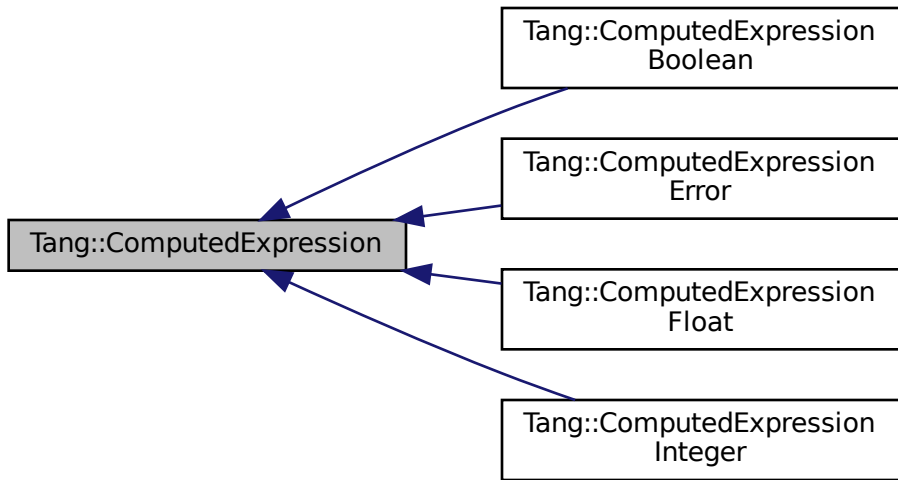 Tang::ComputedExpression
Boolean
Tang::ComputedExpression
Error
Tang::ComputedExpression
Tang::ComputedExpression
Float
Tang::ComputedExpression
Integer